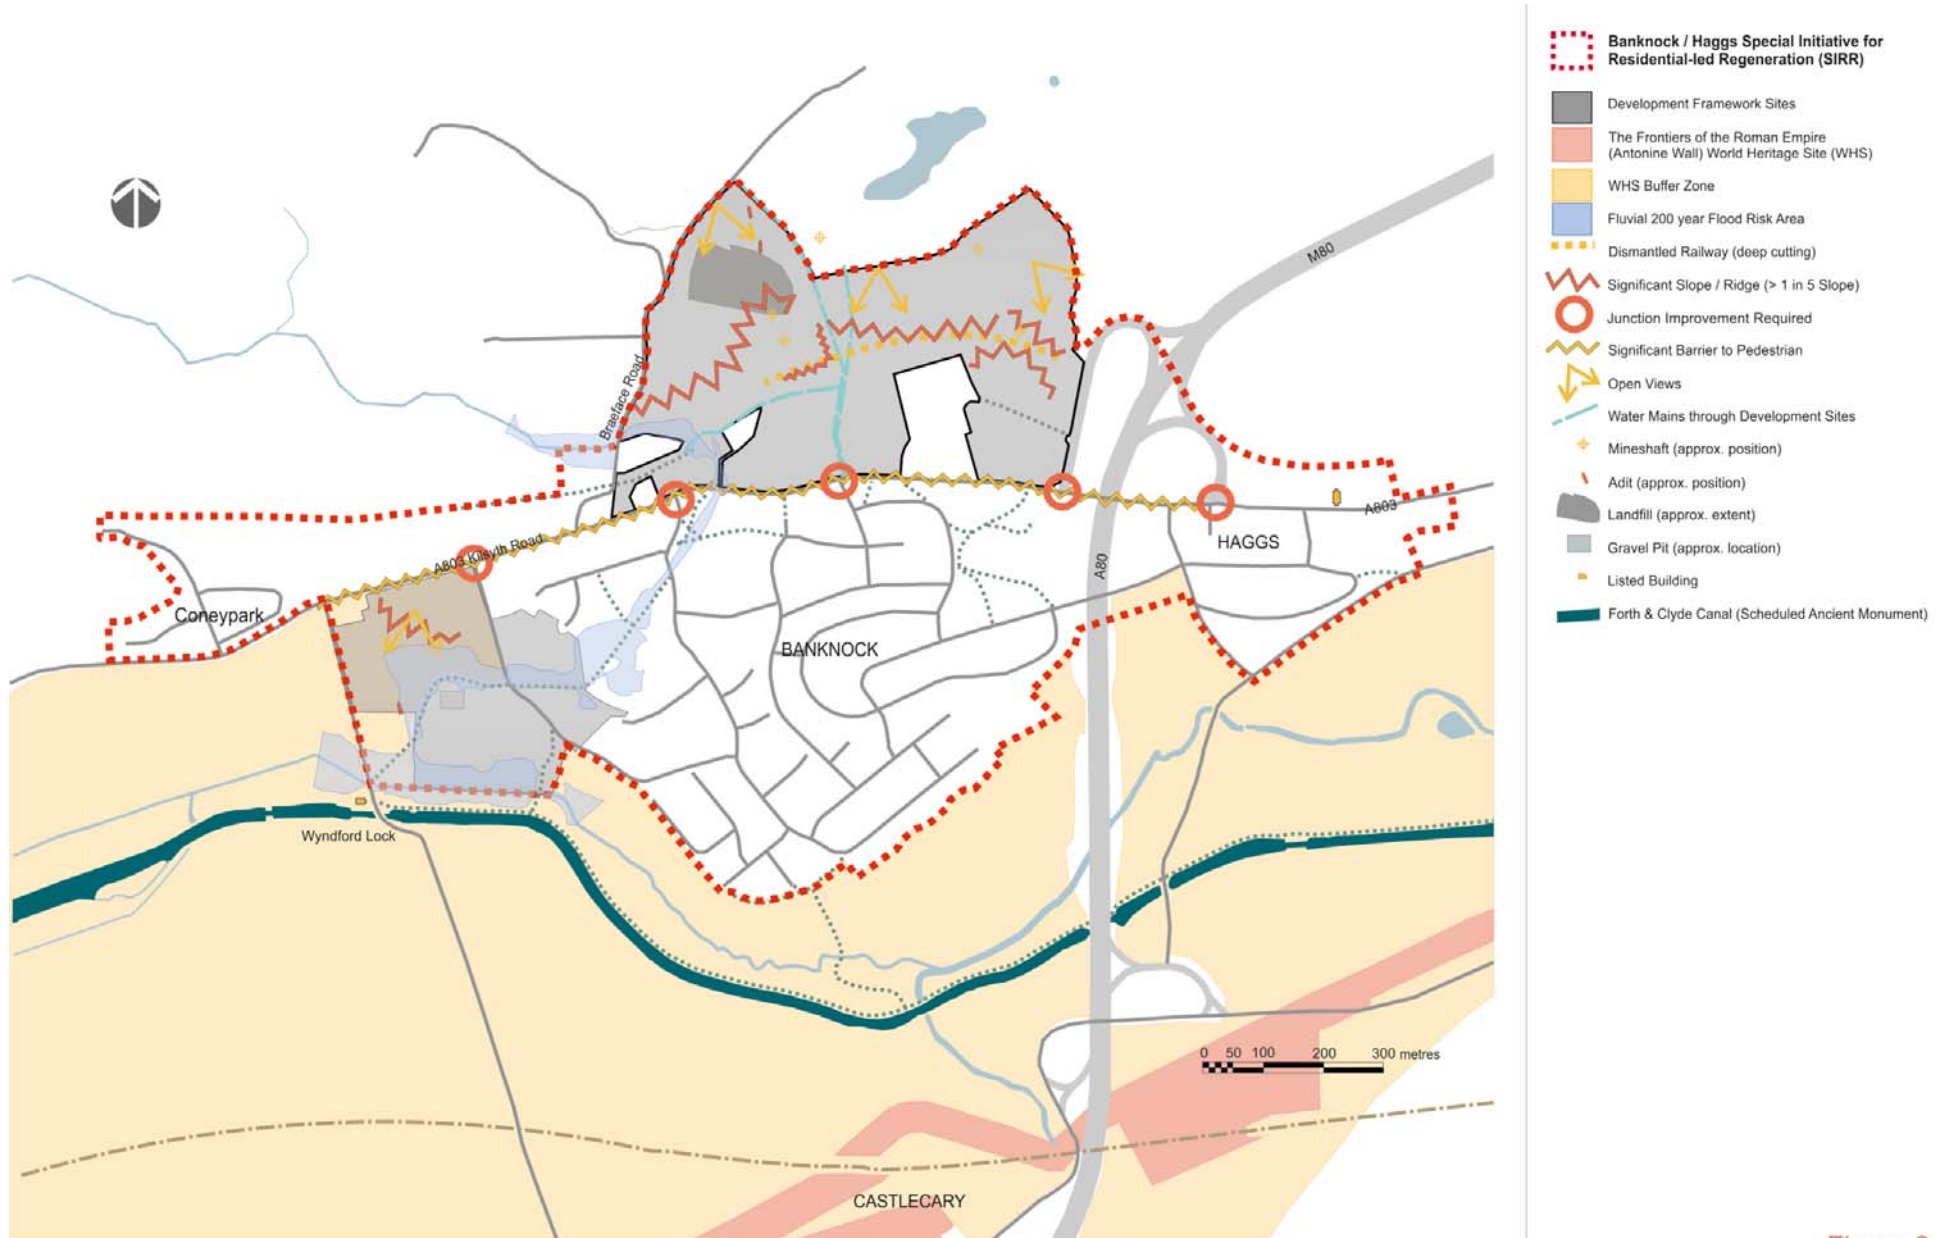 Banknock / Haggs Special Initiative for
Residential-led Regeneration (SIRR)
Development Framework Sites
The Frontiers of the Roman Empire
(Antonine Wall) World Heritage Site (WHS)
WHS Buffer Zone
Fluvial 200 year Flood Risk Area
Dismantled Railway (deep cutting)
Significant Slope / Ridge (> 1 in 5 Slope)
Junction Improvement Required
Significant Barrier to Pedestrian
Open Views
Water Mains through Development Sites
Mineshaft (approx. position)
Adit (approx. position)
Landfill (approx. extent)
Gravel Pit (approx. location)
Listed Building
Forth & Clyde Canal (Scheduled Ancient Monument)
M80
Braeface Road
A803
A803 Kilsyth Road
HAGGS
A80
Coneypark
BANKNOCK
Wyndford Lock
0 50 100 200 300 metres
CASTLECARY